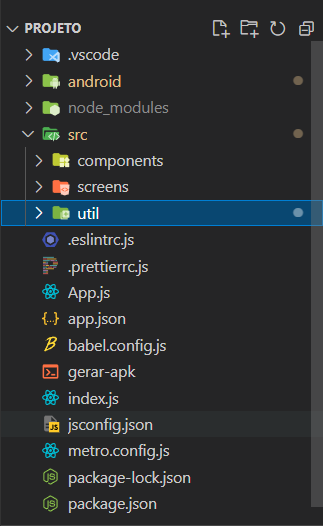 PROJETO
.vscode
android
node_modules
src
components
screens
util
.eslintrc.js
.prettierrc.js
App.js
app.json
babel.config.js
gerar-apk
index.js
jsconfig.json
metro.config.js
package-lock.json
package.json